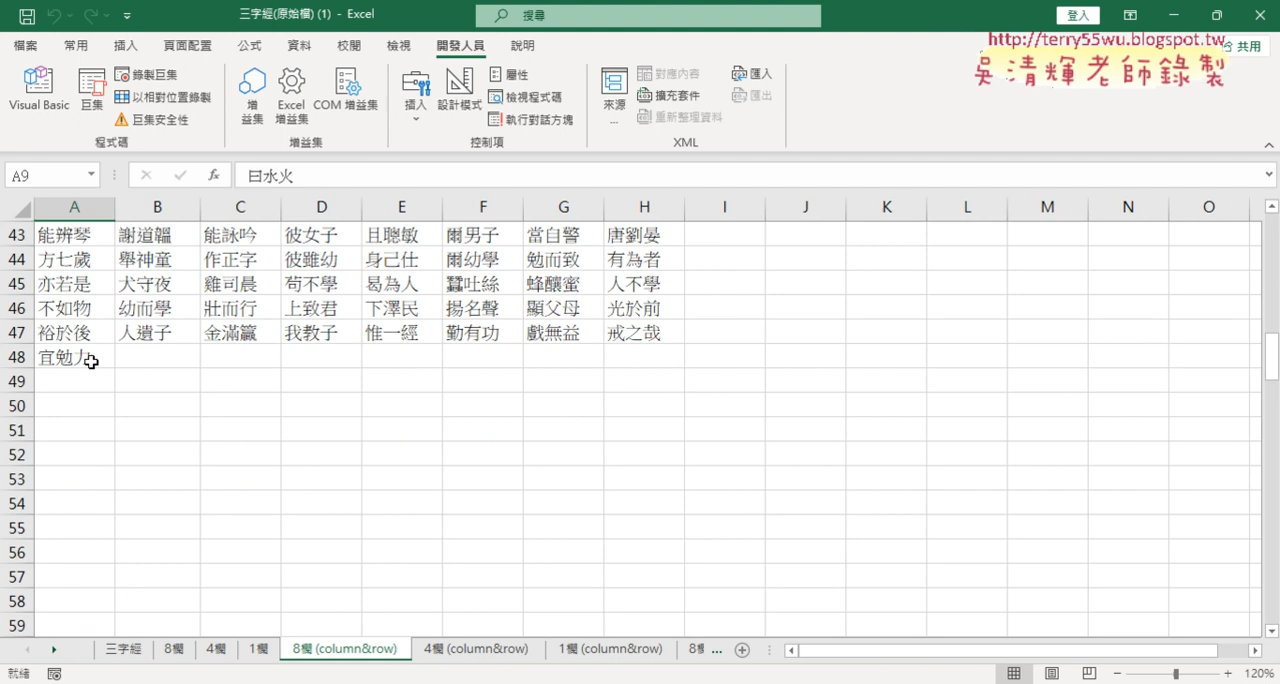 三字經(原始檔) (1) - Excel
搜尋
登入
http://terry55wu.blogspot.tw
吳清輝老師錄製
共用
檔案 常用 插入 頁面配置 公式 資料 校閱 檢視 開發人員 說明
Visual Basic 巨集 錄製巨集 以相對位置錄製 巨集安全性 程式碼
增益集 Excel 增益集 COM 增益集 增益集
插入 設計模式 屬性 檢視程式碼 執行對話方塊 控制項
來源... 對應內容 擴充套件 重新整理資料 匯入 匯出 XML
A9 fx 曰水火
A B C D E F G H I J K L M N O
43 能辨琴 謝道韞 能詠吟 彼女子 且聰敏 爾男子 當自警 唐劉晏
44 方七歲 舉神童 作正字 彼雖幼 身己仕 爾幼學 勉而致 有為者
45 亦若是 犬守夜 雞司晨 苟不學 曷為人 蠶吐絲 蜂釀蜜 人不學
46 不如物 幼而學 壯而行 上致君 下澤民 揚名聲 顯父母 光於前
47 裕於後 人遺子 金滿籯 我教子 惟一經 勤有功 戲無益 戒之哉
48 宜勉力
49
50
51
52
53
54
55
56
57
58
59
三字經 8欄 4欄 1欄 8欄 (column&row) 4欄 (column&row) 1欄 (column&row) ...
就緒 120%